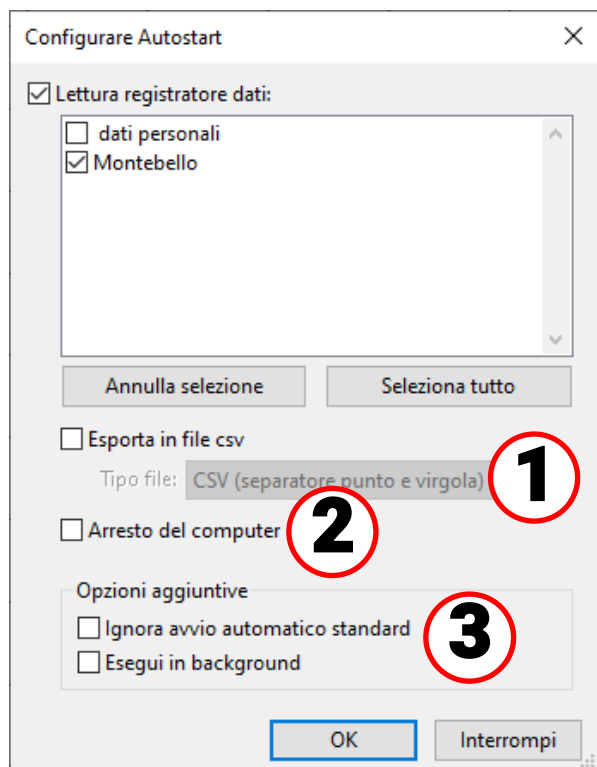 Configurare Autostart
Lettura registratore dati:
dati personali
Montebello
Annulla selezione Seleziona tutto
Esporta in file csv
Tipo file: CSV (separatore punto e virgola) 1
Arresto del computer 2
Opzioni aggiuntive
Ignora avvio automatico standard 3
Esegui in background
OK Interrompi